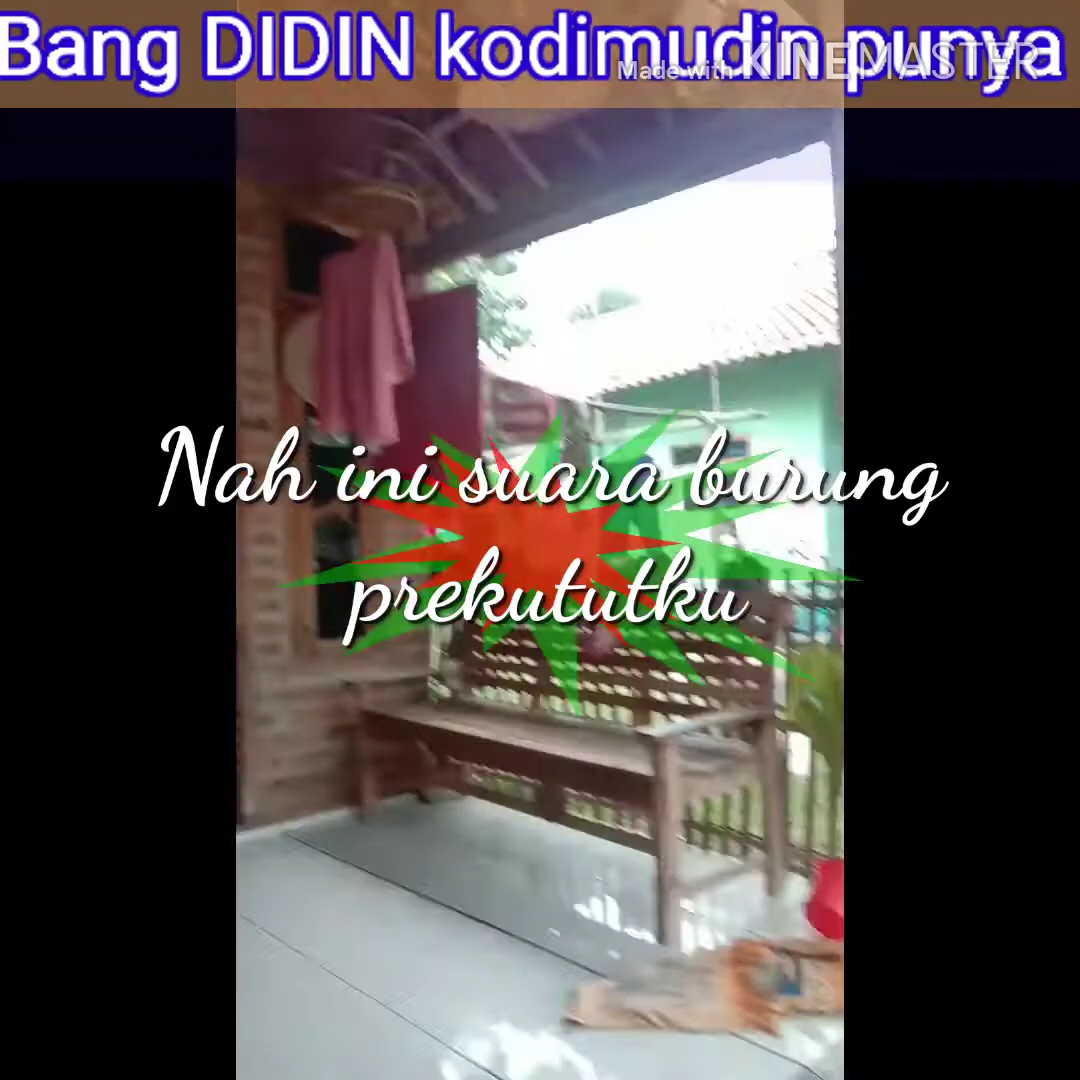 Bang DIDIN kodimudin punya
Made with KINEMASTER
Nah ini suara burung
prekututku